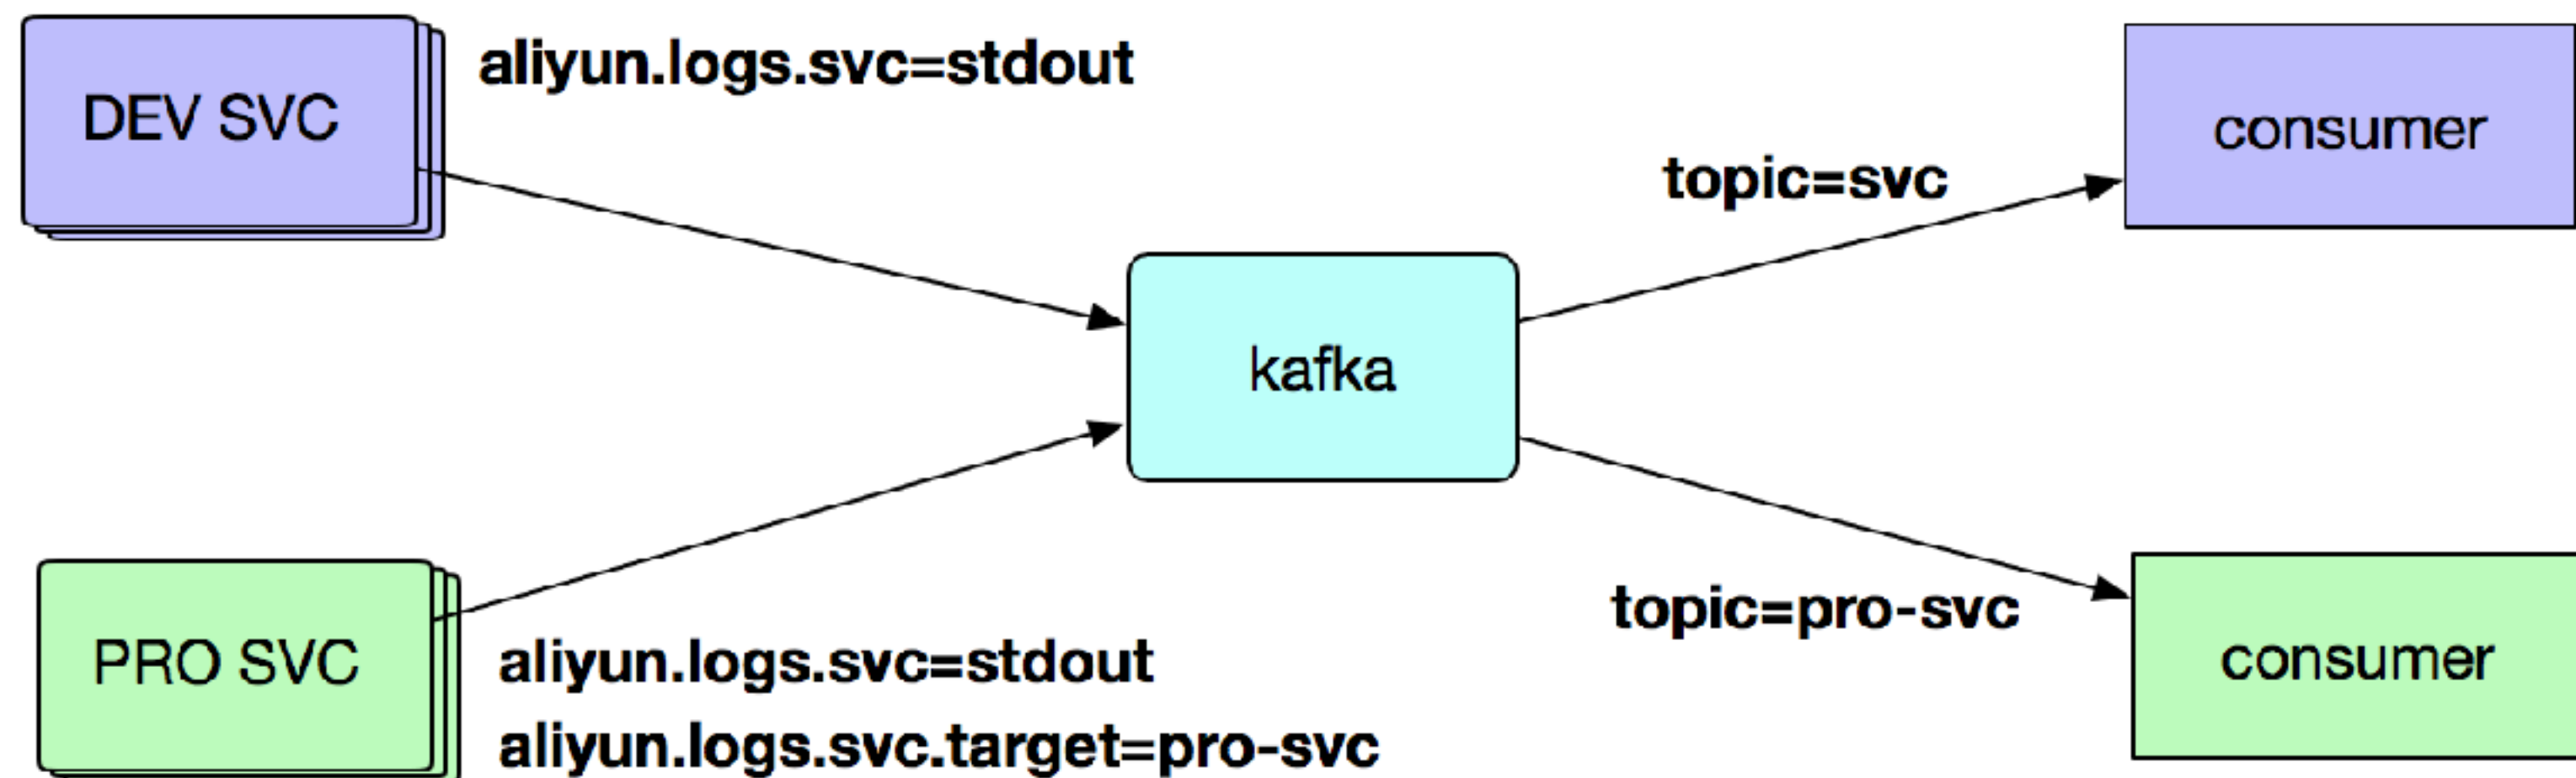 DEV SVC
aliyun.logs.svc=stdout
consumer
topic=svc
kafka
topic=pro-svc
PRO SVC
aliyun.logs.svc=stdout
aliyun.logs.svc.target=pro-svc
consumer